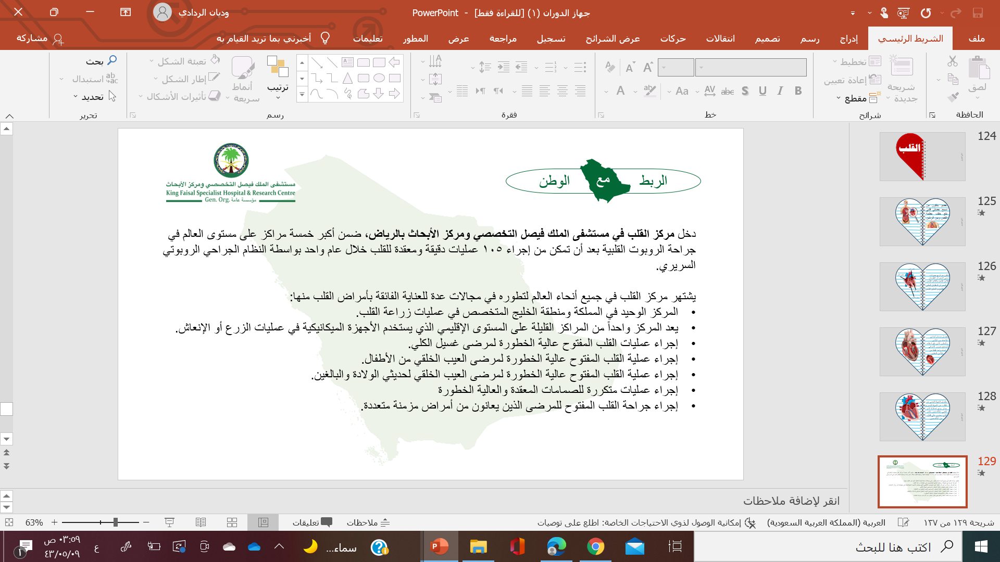 وديات الردادي
جهاز الدورات (١) [للقراءة فقط] - PowerPoint
ملف
الشريط الرئيسي
إدراج
رسم
تصميم
انتقالات
حركات
عرض الشرائح
تسجيل
مراجعة
عرض
المطور
تعليمات
أخبرني بما تريد القيام به
مشاركة
لصق
الحافظة
شريحة جديدة
تخطيط
إعادة تعيين
مقطع
شرائح
خط
فقرة
ترتيب
أنماط سريعة
تعبئة الشكل
إطار الشكل
تأثيرات الأشكال
رسم
بحث
استبدال
تحديد
تحرير
124
القلب
125
126
127
128
129
الربط مع الوطن
مستشفى الملك فيصل التخصصي ومركز الأبحاث
King Faisal Specialist Hospital & Research Centre
Gen. Org. مؤسسة عامة
دخل مركز القلب في مستشفى الملك فيصل التخصصي ومركز الأبحاث بالرياض، ضمن أكبر خمسة مراكز على مستوى العالم في
جراحة الروبوت القلبية بعد أن تمكن من إجراء ١٠٥ عمليات دقيقة ومعقدة للقلب خلال عام واحد بواسطة النظام الجراحي الروبوتي
السريري.
يشتهر مركز القلب في جميع أنحاء العالم لتطوره في مجالات عدة للعناية الفائقة بأمراض القلب منها:
• المركز الوحيد في المملكة ومنطقة الخليج المتخصص في عمليات زراعة القلب.
• يعد المركز واحداً من المراكز القليلة على المستوى الإقليمي الذي يستخدم الأجهزة الميكانيكية في عمليات الزرع أو الإنعاش.
• إجراء عمليات القلب المفتوح عالية الخطورة لمرضى غسيل الكلي.
• إجراء عملية القلب المفتوح عالية الخطورة لمرضى العيب الخلقي من الأطفال.
• إجراء عملية القلب المفتوح عالية الخطورة لمرضى العيب الخلقي لحديثي الولادة والبالغين.
• إجراء عمليات متكررة للصمامات المعقدة والعالية الخطورة
• إجراء جراحة القلب المفتوح للمرضى الذين يعانون من أمراض مزمنة متعددة.
انقر لإضافة ملاحظات
شريحة ١٢٩ من ١٣٧
العربية (المملكة العربية السعودية)
إمكانية الوصول لذوي الاحتياجات الخاصة: اطلع على توصيات
ملاحظات
تعليقات
63%
اكتب هنا للبحث
سماء...
ع
٠٣:٥٩ ص
٤٣/٠٥/٠٩
١